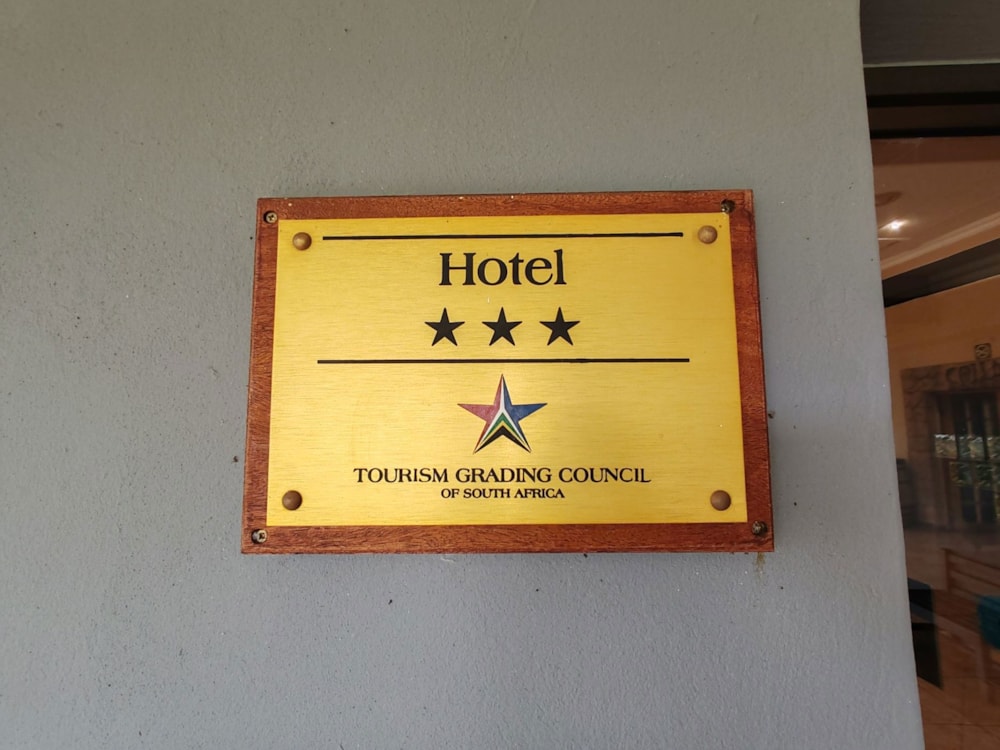 Hotel
TOURISM GRADING COUNCIL
OF SOUTH AFRICA